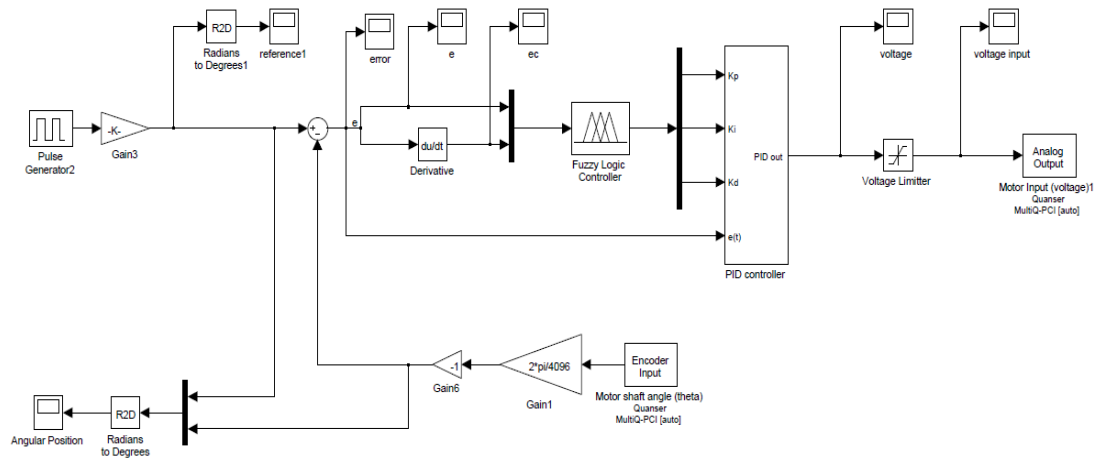 R2D
Radians
to Degrees1
reference1
error
e
ec
voltage
voltage input
Pulse
Generator2
-K-
Gain3
+
−
e
du/dt
Derivative
Fuzzy Logic
Controller
Kp
Ki
Kd
e(t)
PID out
PID controller
Voltage Limitter
Analog
Output
Motor Input (voltage)1
Quanser
MultiQ-PCI [auto]
-1
Gain6
2*pi/4096
Gain1
Encoder
Input
Motor shaft angle (theta)
Quanser
MultiQ-PCI [auto]
Angular Position
R2D
Radians
to Degrees